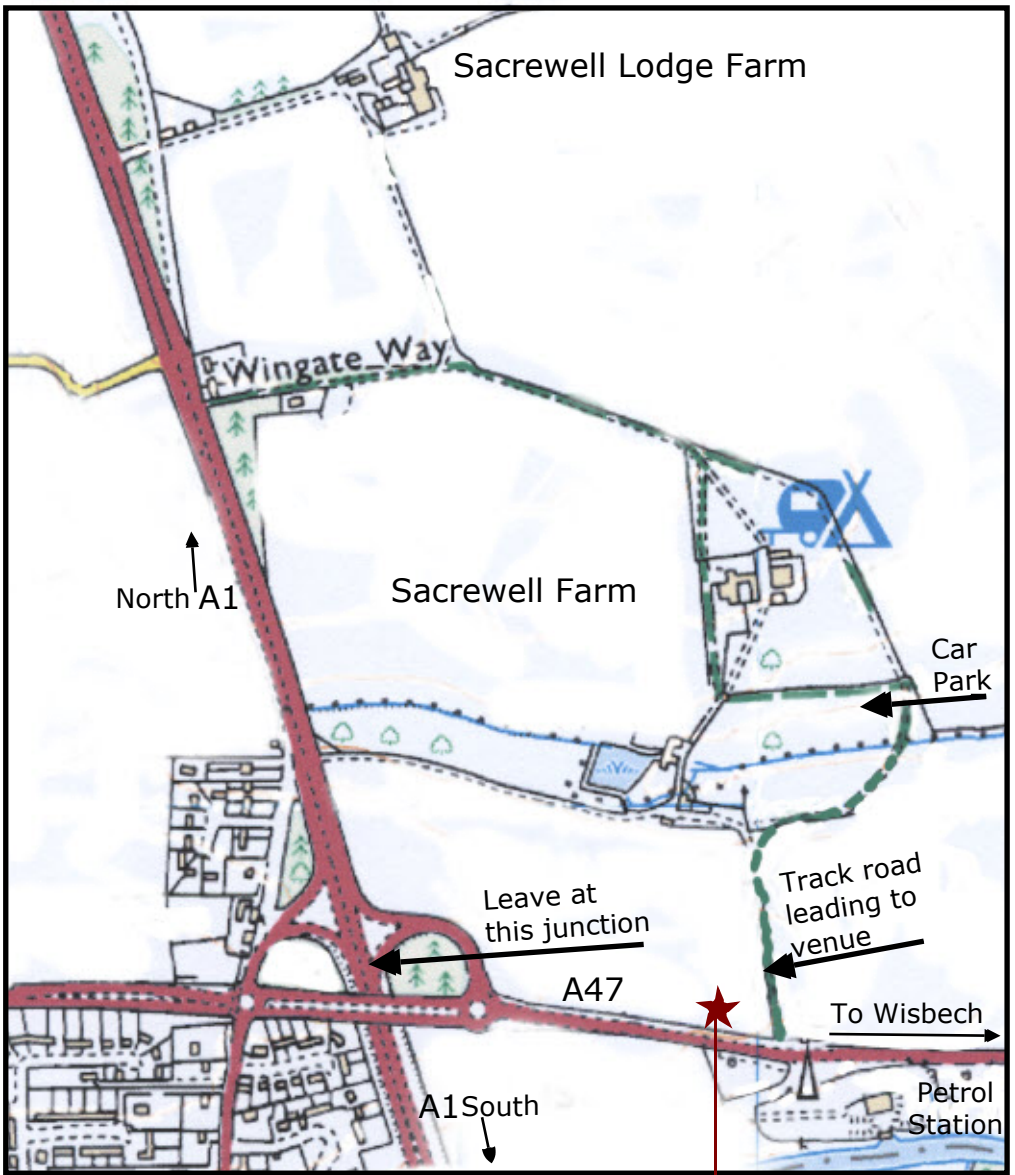 Sacrewell Lodge Farm
Wingate Way
North A1
Sacrewell Farm
Car
Park
Leave at
this junction
Track road
leading to
venue
A47
To Wisbech
A1 South
Petrol
Station